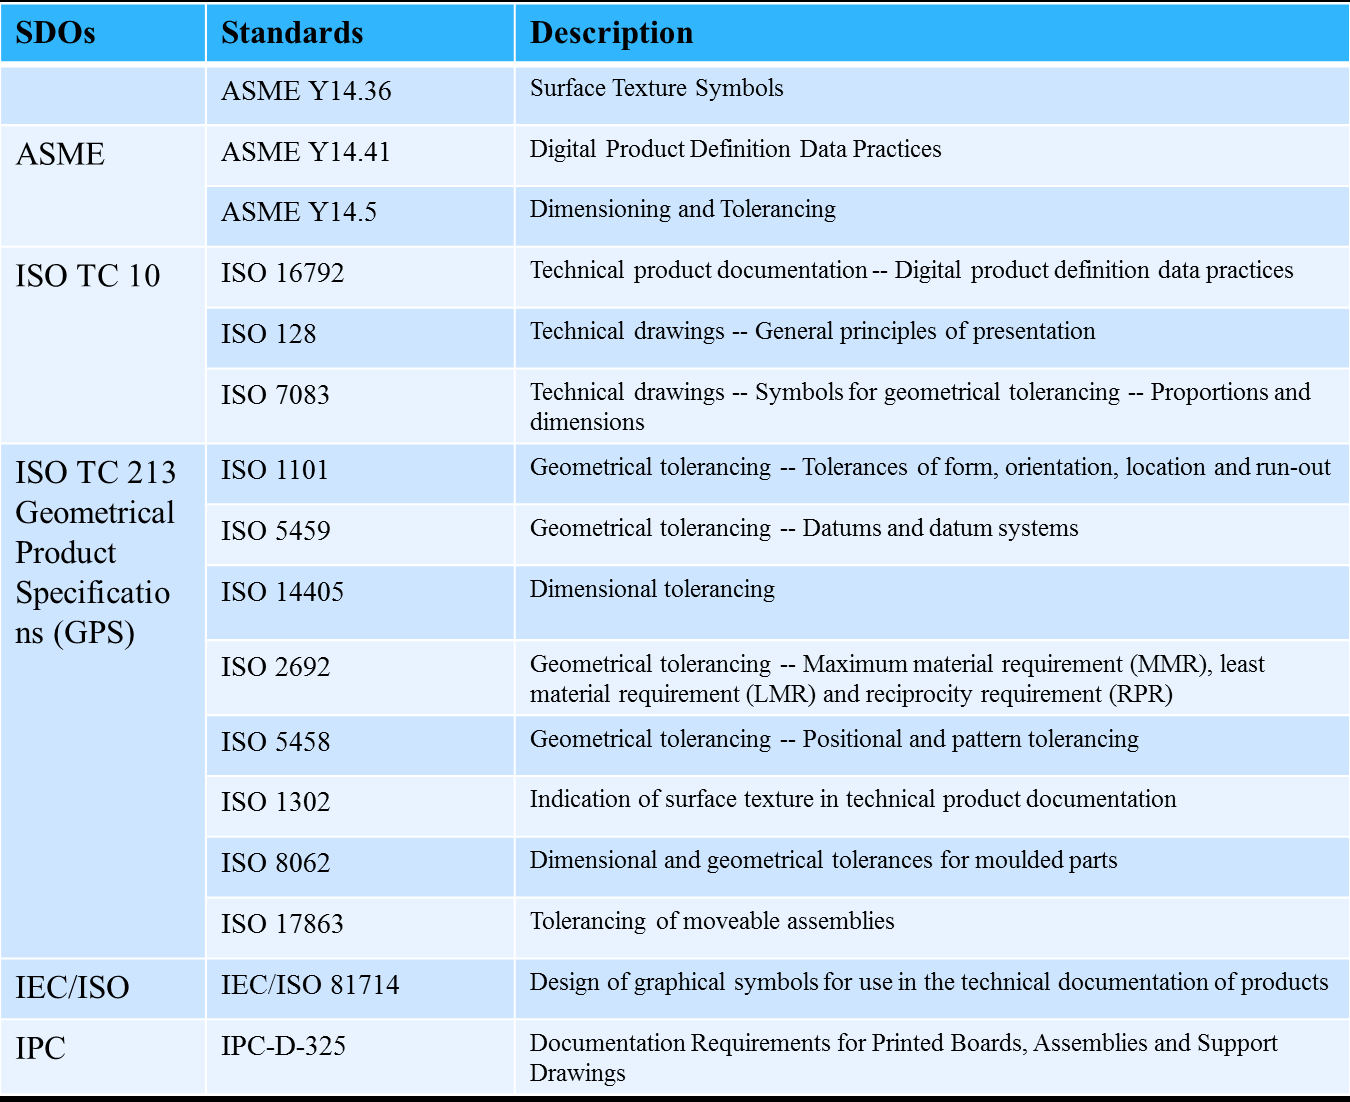 SDOs Standards Description
ASME Y14.36 Surface Texture Symbols
ASME ASME Y14.41 Digital Product Definition Data Practices
ASME Y14.5 Dimensioning and Tolerancing
ISO TC 10 ISO 16792 Technical product documentation -- Digital product definition data practices
ISO 128 Technical drawings -- General principles of presentation
ISO 7083 Technical drawings -- Symbols for geometrical tolerancing -- Proportions and
dimensions
ISO TC 213 ISO 1101 Geometrical tolerancing -- Tolerances of form, orientation, location and run-out
Geometrical
Product
Specificatio
ns (GPS)
ISO 5459 Geometrical tolerancing -- Datums and datum systems
ISO 14405 Dimensional tolerancing
ISO 2692 Geometrical tolerancing -- Maximum material requirement (MMR), least
material requirement (LMR) and reciprocity requirement (RPR)
ISO 5458 Geometrical tolerancing -- Positional and pattern tolerancing
ISO 1302 Indication of surface texture in technical product documentation
ISO 8062 Dimensional and geometrical tolerances for moulded parts
ISO 17863 Tolerancing of moveable assemblies
IEC/ISO IEC/ISO 81714 Design of graphical symbols for use in the technical documentation of products
IPC IPC-D-325 Documentation Requirements for Printed Boards, Assemblies and Support
Drawings